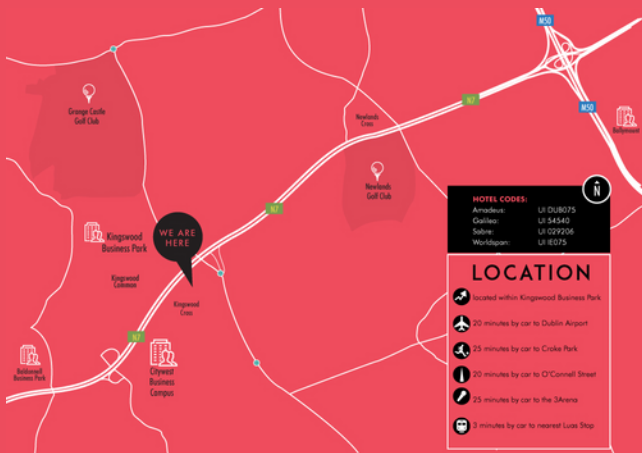 M50
N7
M50
Grange Castle
Golf Club
Newlands
Cross
Ballymount
Newlands
Golf Club
N7
WE ARE
HERE
Kingswood
Business Park
Kingswood
Common
Kingswood
Cross
N7
Citywest
Business
Campus
Baldonnell
Business Park
N
HOTEL CODES:
Amadeus: UI DUB075
Galileo: UI 54540
Sabre: UI 029206
Worldspan: UI IE075
LOCATION
located within Kingswood Business Park
20 minutes by car to Dublin Airport
25 minutes by car to Croke Park
20 minutes by car to O'Connell Street
25 minutes by car to the 3Arena
3 minutes by car to nearest Luas Stop